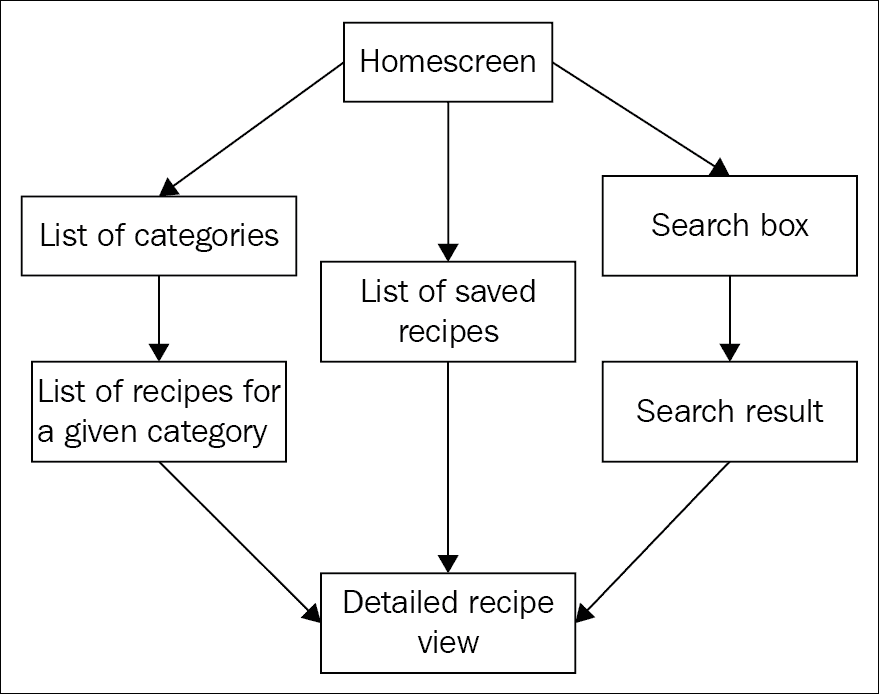 Homescreen
List of categories
List of saved
recipes
Search box
List of recipes for
a given category
Search result
Detailed recipe
view